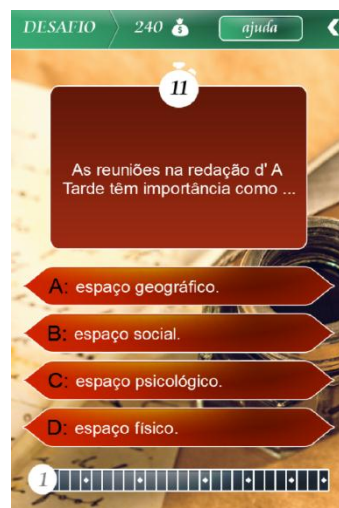 DESAFIO 240 ajuda
11
As reuniões na redação d' A
Tarde têm importância como ...
A: espaço geográfico.
B: espaço social.
C: espaço psicológico.
D: espaço físico.
1